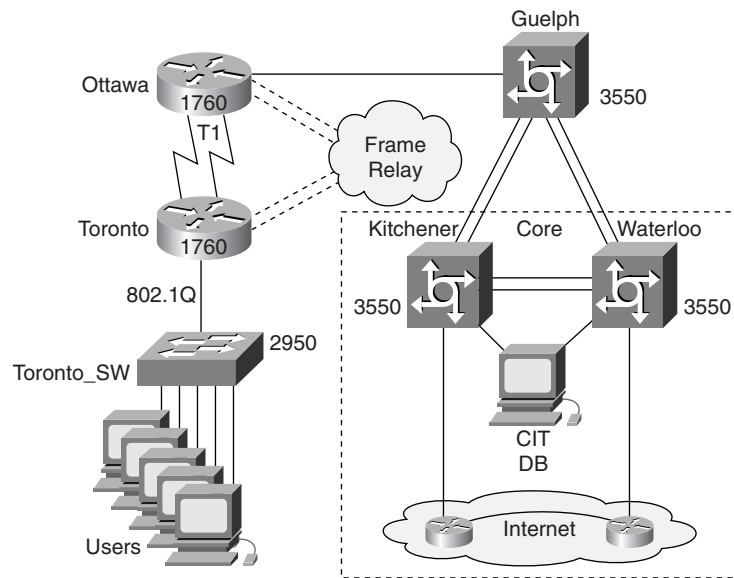 Guelph
Ottawa
1760
3550
T1
Frame
Relay
Toronto
1760
Kitchener
Core
Waterloo
802.1Q
3550
3550
2950
Toronto_SW
CIT
DB
Users
Internet